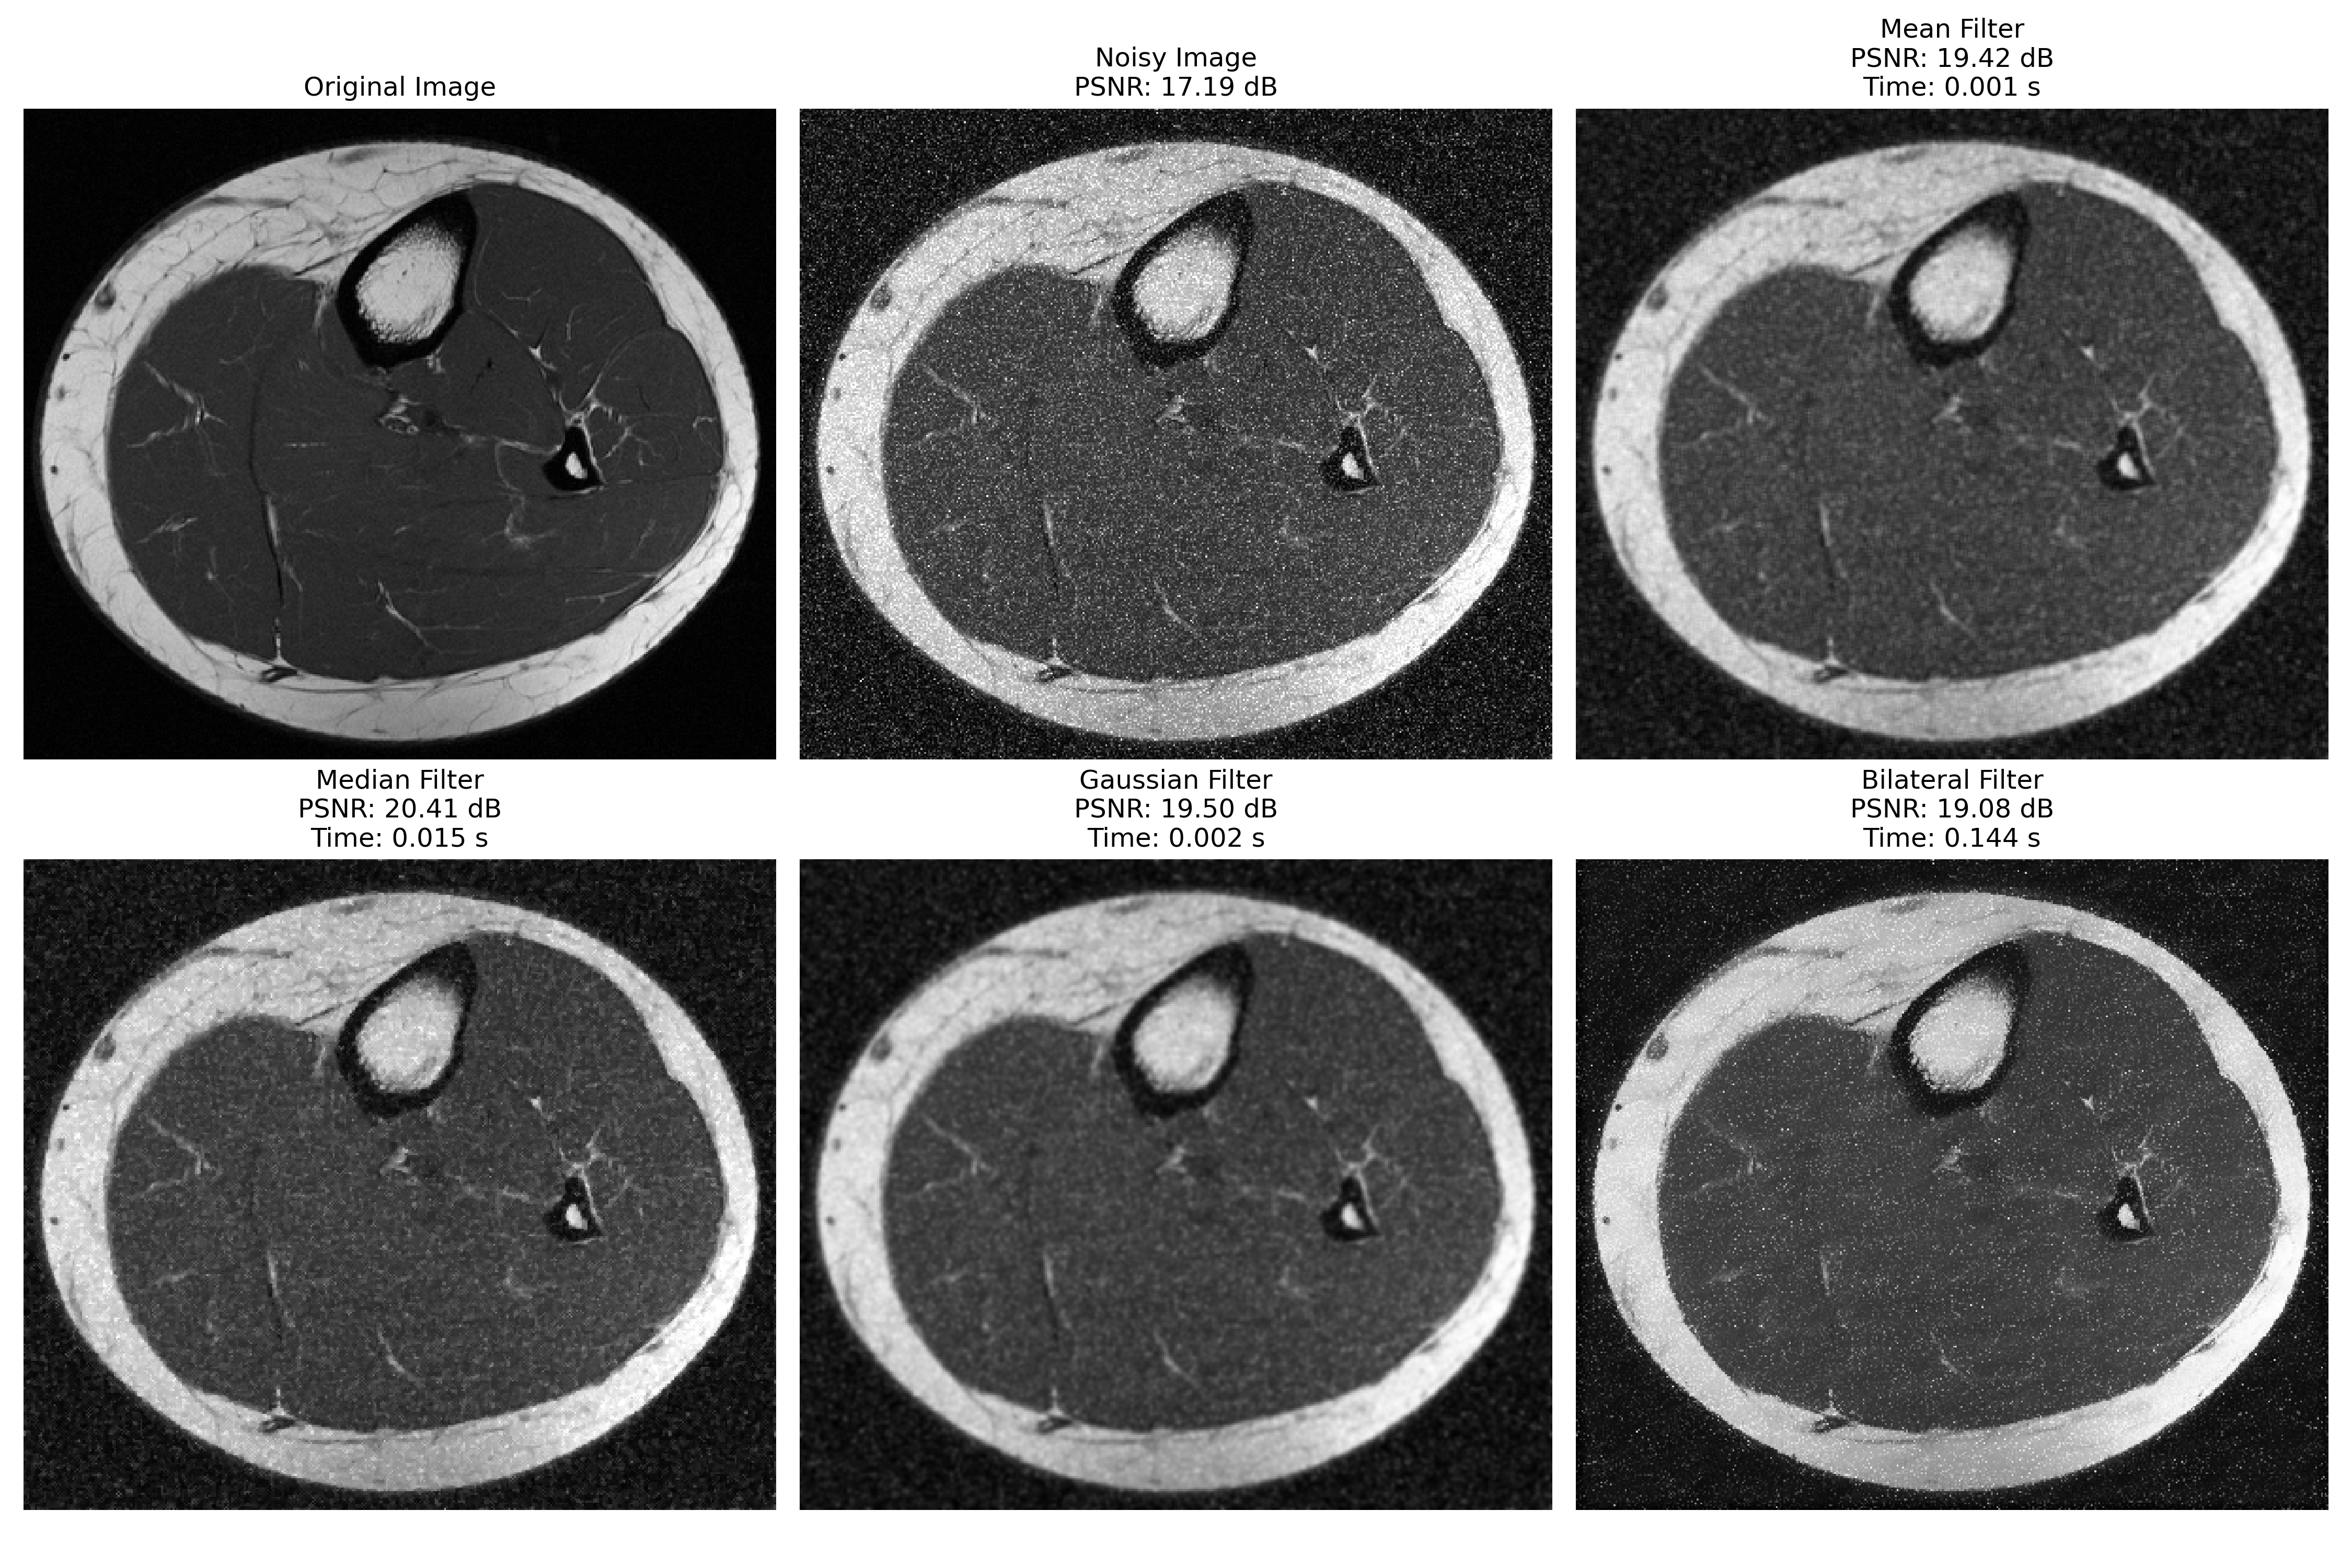 Original Image
Noisy Image
PSNR: 17.19 dB
Mean Filter
PSNR: 19.42 dB
Time: 0.001 s
Median Filter
PSNR: 20.41 dB
Time: 0.015 s
Gaussian Filter
PSNR: 19.50 dB
Time: 0.002 s
Bilateral Filter
PSNR: 19.08 dB
Time: 0.144 s